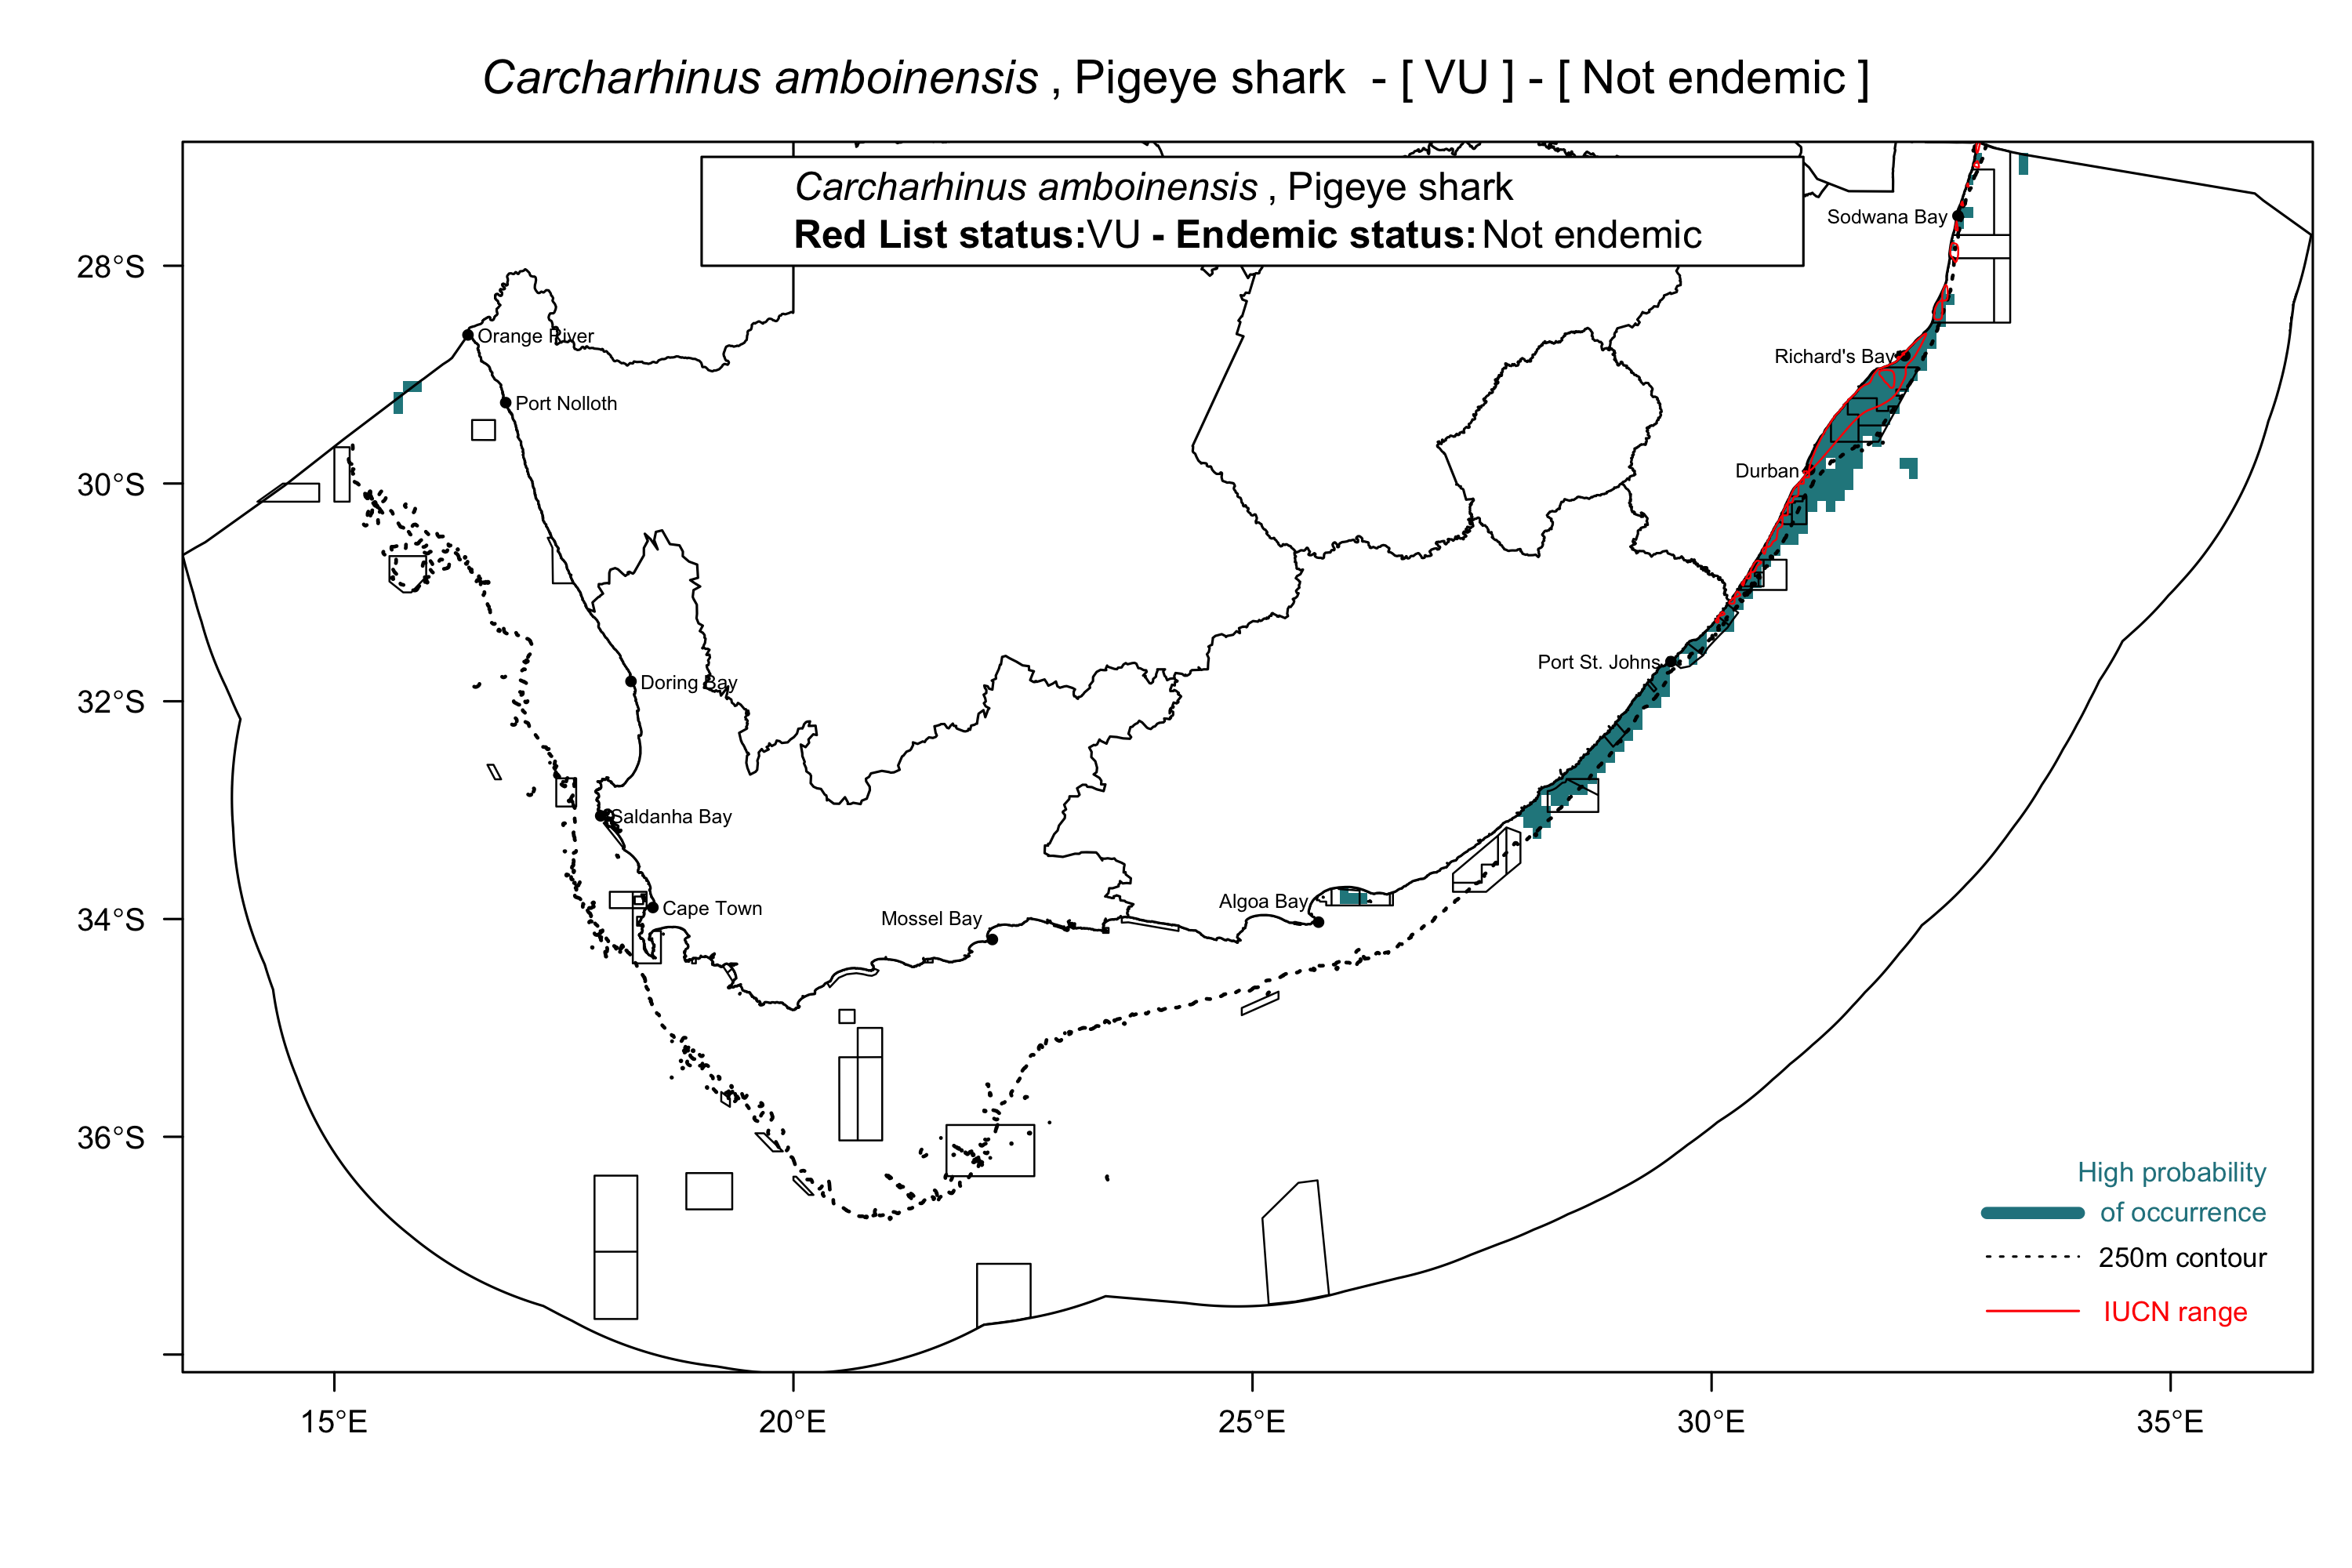 Carcharhinus amboinensis , Pigeye shark - [ VU ] - [ Not endemic ]
Carcharhinus amboinensis , Pigeye shark
Red List status:VU - Endemic status:Not endemic
Sodwana Bay
28°S
Orange River
Richard's Bay
Port Nolloth
Durban
30°S
Port St. Johns
Doring Bay
32°S
Saldanha Bay
Algoa Bay
Cape Town
Mossel Bay
34°S
36°S
High probability
of occurrence
250m contour
IUCN range
15°E
20°E
25°E
30°E
35°E